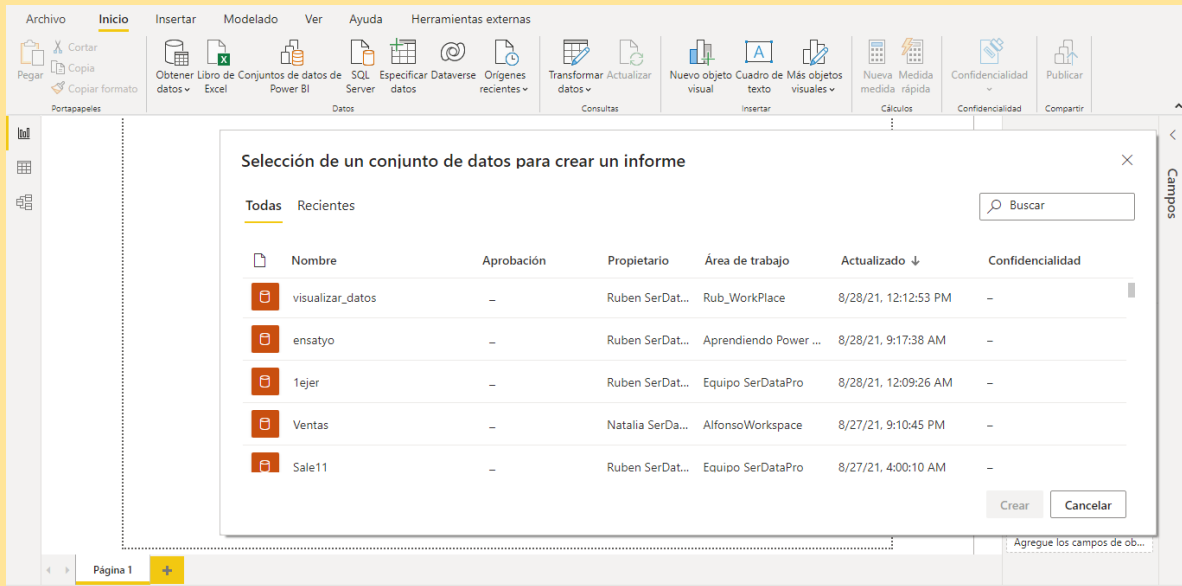 Archivo Inicio Insertar Modelado Ver Ayuda Herramientas externas
Pegar
Cortar
Copia
Copiar formato
Portapapeles
Obtener datos
Libro de Excel
Conjuntos de datos de Power BI
SQL Server
Especificar datos
Dataverse
Orígenes recientes
Datos
Transformar datos
Actualizar
Consultas
Nuevo objeto visual
Cuadro de texto
Más objetos visuales
Insertar
Nueva medida
Medida rápida
Cálculos
Confidencialidad
Confidencialidad
Publicar
Compartir
Selección de un conjunto de datos para crear un informe
Todas Recientes
Buscar
Nombre Aprobación Propietario Área de trabajo Actualizado Confidencialidad
visualizar_datos – Ruben SerDat... Rub_WorkPlace 8/28/21, 12:12:53 PM –
ensatyo – Ruben SerDat... Aprendiendo Power ... 8/28/21, 9:17:38 AM –
1ejer – Ruben SerDat... Equipo SerDataPro 8/28/21, 12:09:26 AM –
Ventas – Natalia SerDa... AlfonsoWorkspace 8/27/21, 9:10:45 PM –
Sale11 – Ruben SerDat... Equipo SerDataPro 8/27/21, 4:00:10 AM –
Crear Cancelar
Campos
Agregue los campos de ob...
Página 1